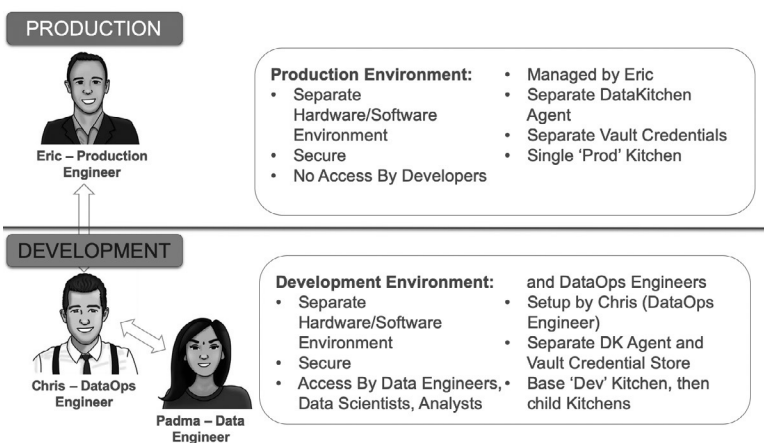 PRODUCTION
Eric – Production
Engineer
Production Environment:
• Separate
Hardware/Software
Environment
• Secure
• No Access By Developers
• Managed by Eric
• Separate DataKitchen
Agent
• Separate Vault Credentials
• Single ‘Prod’ Kitchen
DEVELOPMENT
Chris – DataOps
Engineer
Padma – Data
Engineer
Development Environment:
• Separate
Hardware/Software
Environment
• Secure
• Access By Data Engineers,
Data Scientists, Analysts
and DataOps Engineers
• Setup by Chris (DataOps
Engineer)
• Separate DK Agent and
Vault Credential Store
• Base ‘Dev’ Kitchen, then
child Kitchens